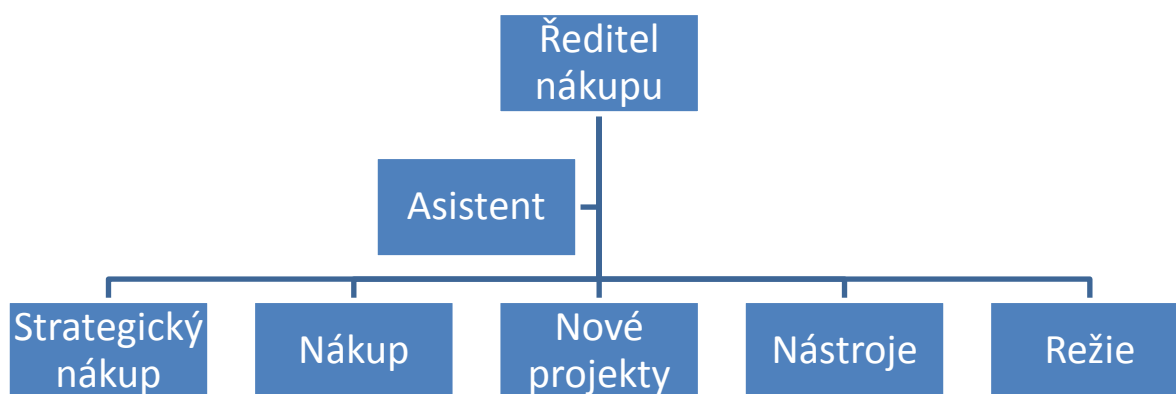 Ředitel
nákupu
Asistent
Strategický
nákup
Nákup
Nové
projekty
Nástroje
Režie